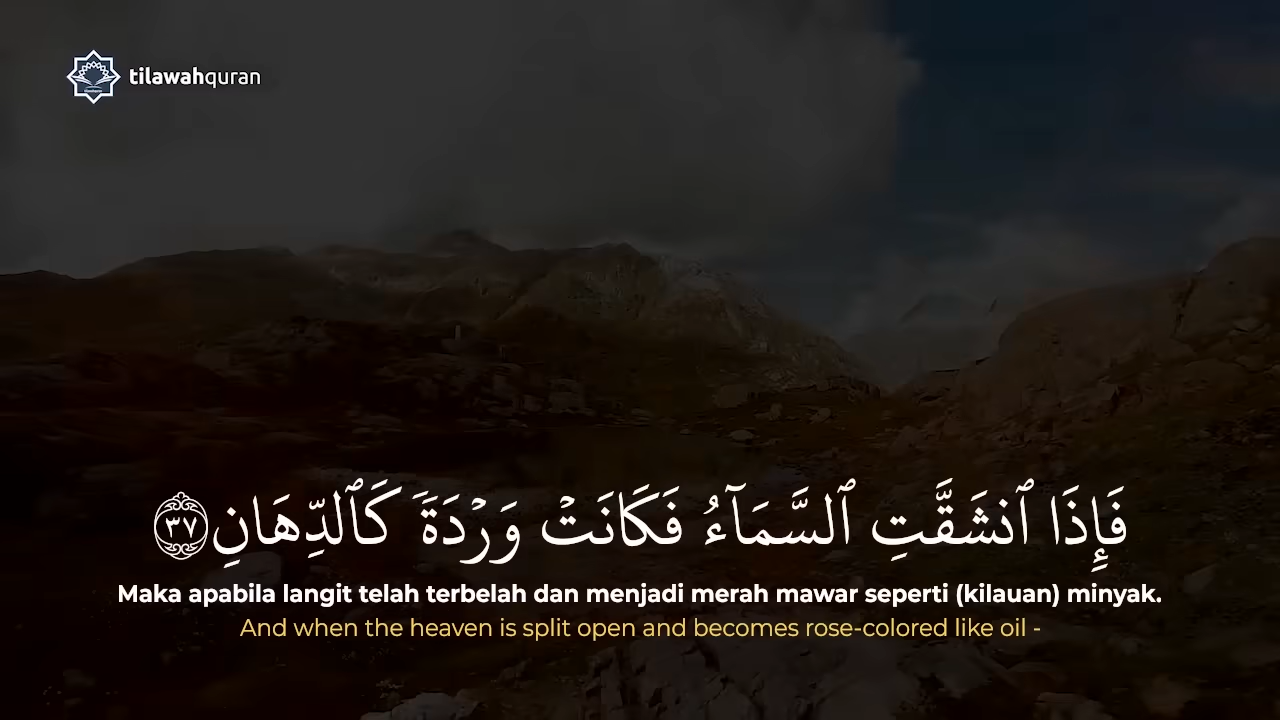 tilawahquran
فَإِذَا ٱنشَقَّتِ ٱلسَّمَآءُ فَكَانَتْ وَرْدَةً كَٱلدِّهَانِ ٣٧
Maka apabila langit telah terbelah dan menjadi merah mawar seperti (kilauan) minyak.
And when the heaven is split open and becomes rose-colored like oil -